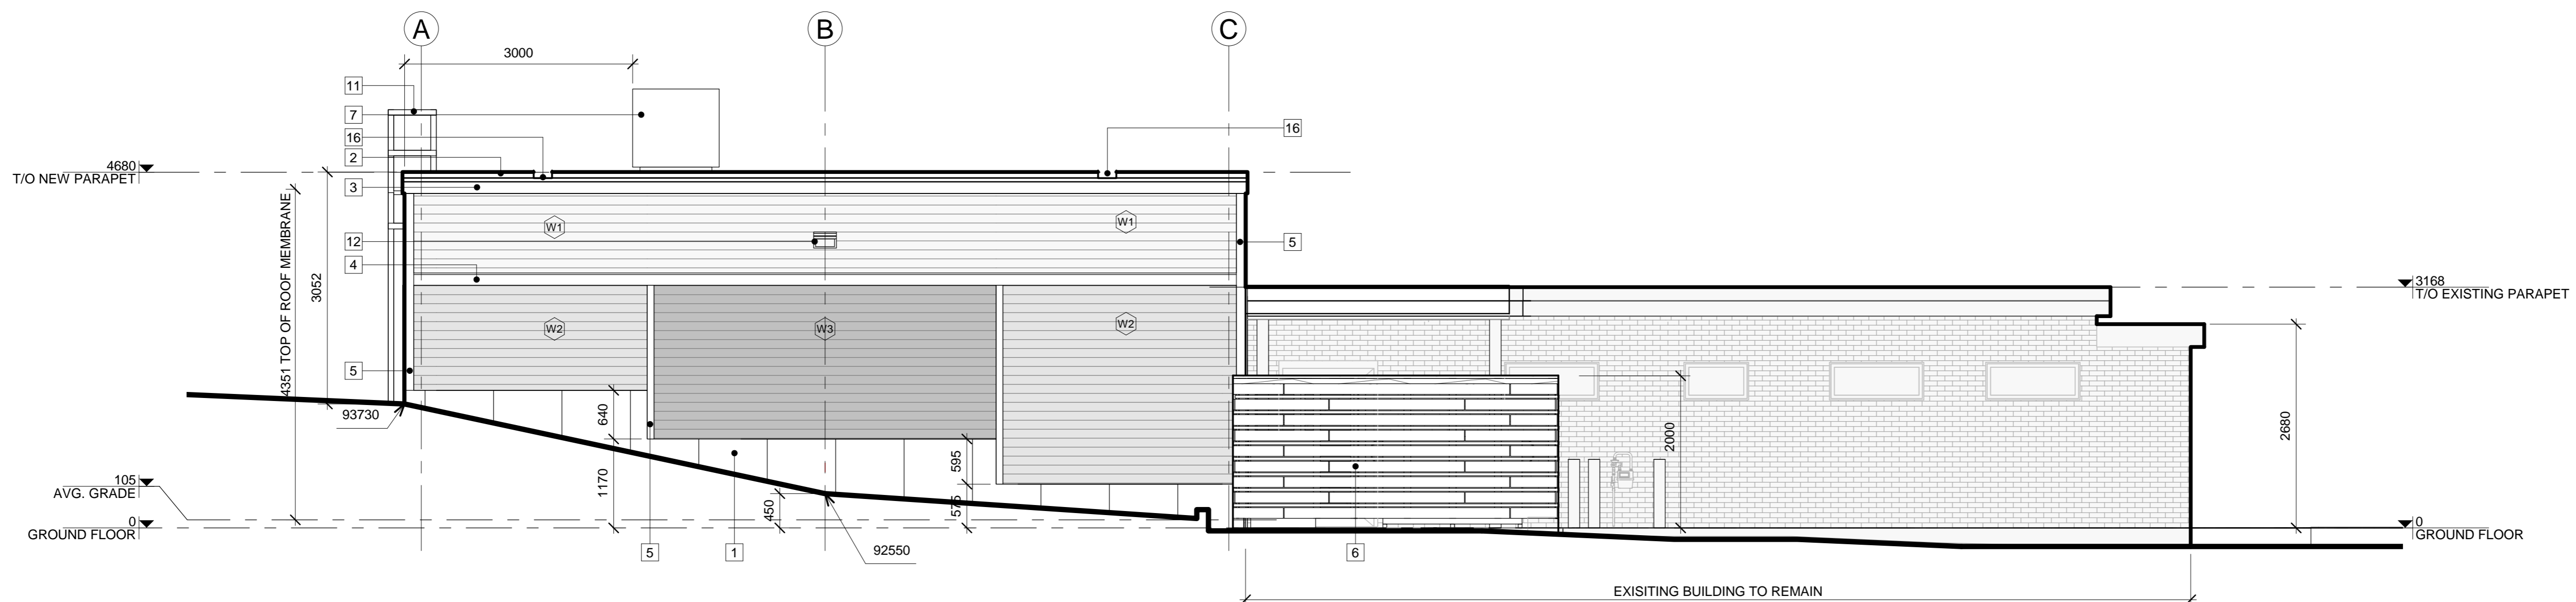 A
B
C
3000
11
7
16
16
2
4680
T/O NEW PARAPET
3
W1
W1
12
5
4
3052
4351 TOP OF ROOF MEMBRANE
3168
T/O EXISTING PARAPET
W2
W3
W2
5
93730
640
2680
2000
595
1170
450
575
105
AVG. GRADE
0
GROUND FLOOR
0
GROUND FLOOR
5
1
92550
6
EXISITING BUILDING TO REMAIN